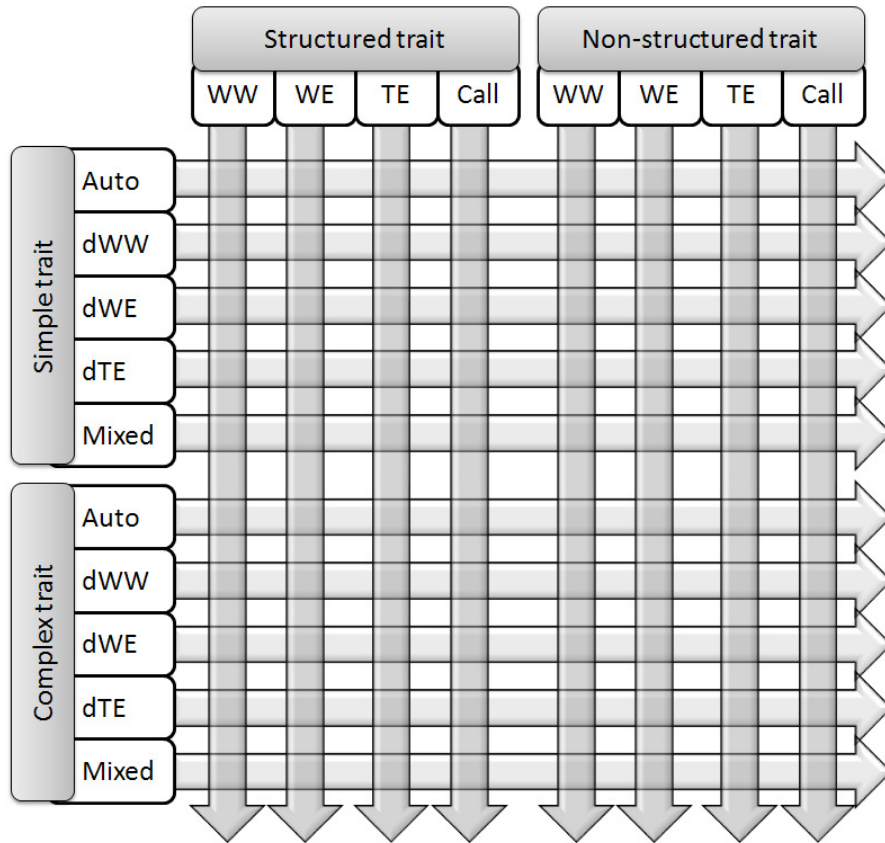 Structured trait
Non-structured trait
WW WE TE Call
WW WE TE Call
Simple trait
Auto
dWW
dWE
dTE
Mixed
Complex trait
Auto
dWW
dWE
dTE
Mixed